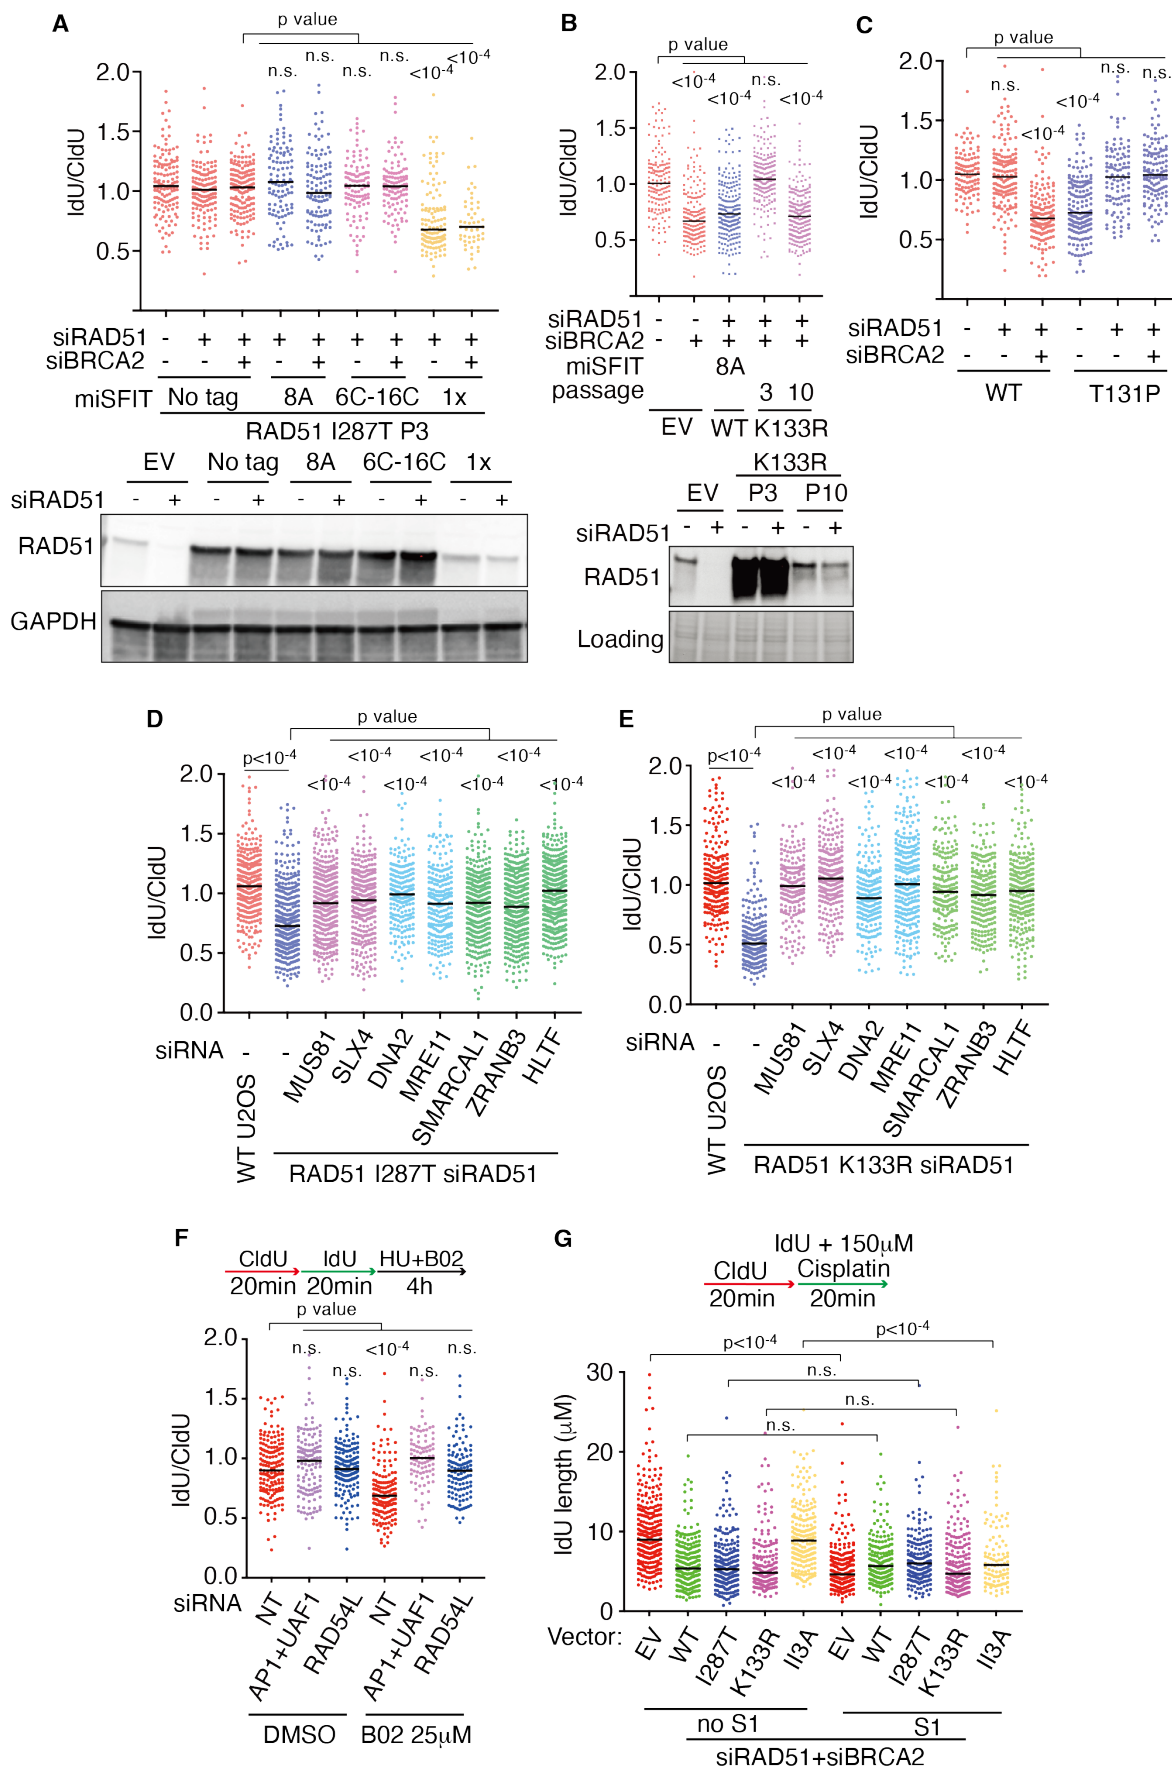 A
p value
n.s.
n.s.
<10-4
n.s.
n.s.
<10-4
2.0
1.5
1.0
0.5
IdU/CldU
siRAD51 - + + + + + + + +
siBRCA2 + + + +
miSFIT No tag 8A 6C-16C 1x
RAD51 I287T P3
EV No tag 8A 6C-16C 1x
siRAD51 - + - + - + - + - +
RAD51
GAPDH
B
p value
<10-4
n.s.
<10-4
<10-4
2.0
1.5
1.0
0.5
IdU/CldU
siRAD51 - - + + +
siBRCA2 - + + + +
miSFIT 8A
passage 3 10
EV WT K133R
K133R
EV P3 P10
siRAD51 - + - + - +
RAD51
Loading
C
p value
n.s.
<10-4
<10-4
n.s.
n.s.
2.0
1.5
1.0
0.5
IdU/CldU
siRAD51 - + + - + +
siBRCA2 + +
WT T131P
D
p value
p<10-4
<10-4
<10-4
<10-4
<10-4
<10-4
<10-4
<10-4
2.0
1.5
1.0
0.5
0.0
IdU/CldU
siRNA - - MUS81 SLX4 DNA2 MRE11 SMARCAL1 ZRANB3 HLTF
WT U2OS
RAD51 I287T siRAD51
E
p value
p<10-4
<10-4
<10-4
<10-4
<10-4
<10-4
<10-4
<10-4
2.0
1.5
1.0
0.5
0.0
IdU/CldU
siRNA - - MUS81 SLX4 DNA2 MRE11 SMARCAL1 ZRANB3 HLTF
WT U2OS
RAD51 K133R siRAD51
F
CldU IdU HU+B02
20min 20min 4h
p value
n.s.
n.s.
<10-4
n.s.
n.s.
2.0
1.5
1.0
0.5
0.0
IdU/CldU
siRNA NT AP1+UAF1 RAD54L NT AP1+UAF1 RAD54L
DMSO B02 25μM
G
IdU + 150μM
CldU Cisplatin
20min 20min
p<10-4
p<10-4
n.s.
n.s.
n.s.
30
20
10
0
IdU length (μM)
Vector: EV WT I287T K133R II3A EV WT I287T K133R II3A
no S1 S1
siRAD51+siBRCA2